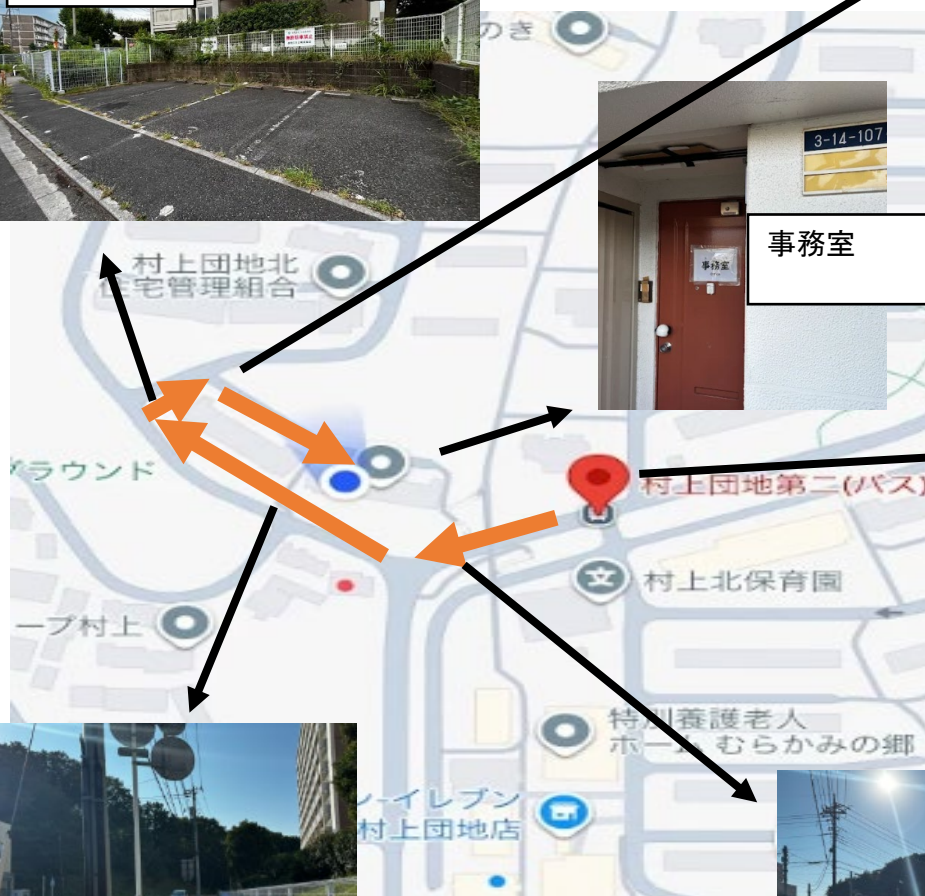 のき
3-14-107
事務室
事務室
村上団地北
住宅管理組合
グラウンド
村上団地第二(バス)
村上北保育園
ープ村上
特別養護老人
ホーム むらかみの郷
ン-イレブン
村上団地店